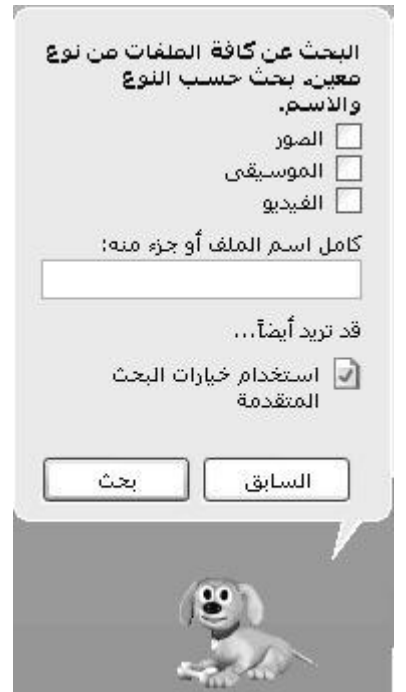 البحث عن كافة الملفات من نوع
معين. بحث حسب النوع
والاسم.
الصور
الموسيقى
الفيديو
كامل اسم الملف أو جزء منه:
قد تريد أيضاً...
استخدام خيارات البحث
المتقدمة
السابق
بحث